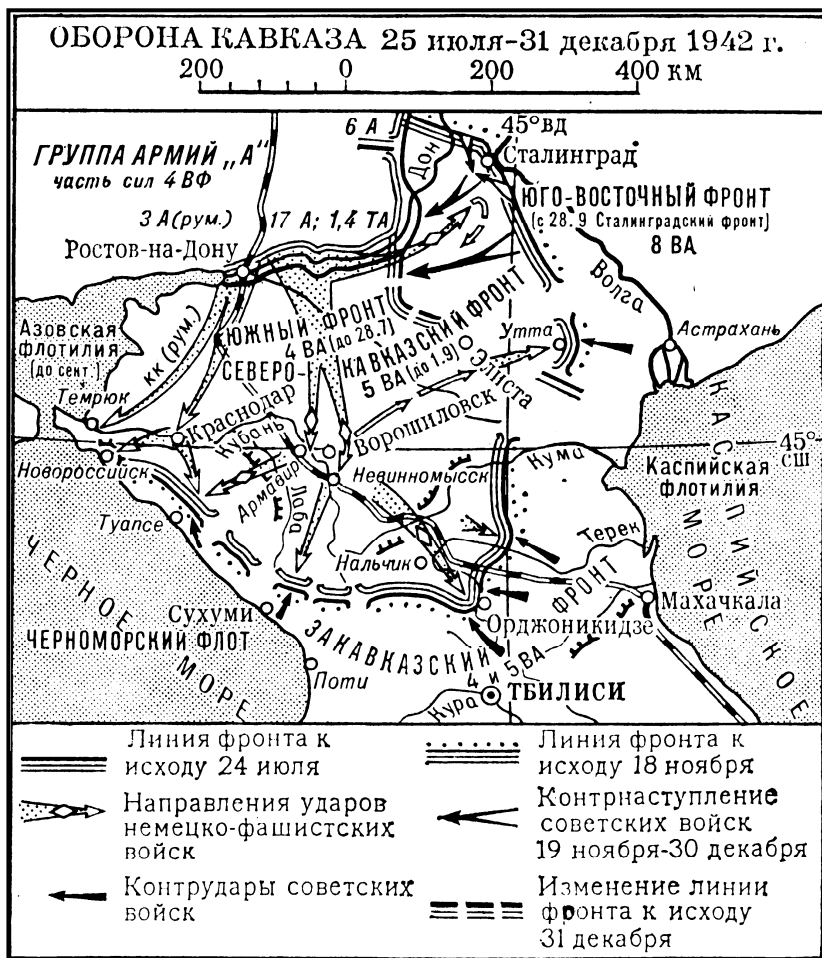 ОБОРОНА КАВКАЗА 25 июля-31 декабря 1942 г.
200 0 200 400 км
6 А
45°вд
Дон
Сталинград
ГРУППА АРМИЙ „А"
часть сил 4 ВФ
ЮГО-ВОСТОЧНЫЙ ФРОНТ
(с 28.9 Сталинградский фронт)
8 ВА
3 А (рум.)
17 А; 1,4 ТА
Ростов-на-Дону
Волга
Азовская
флотилия
(до сент.)
кк (рум.)
ЮЖНЫЙ ФРОНТ
4 ВА (до 28.7)
СЕВЕРО-КАВКАЗСКИЙ ФРОНТ
5 ВА (до 1.9)
Утта
Элиста
Астрахань
Темрюк
Краснодар
Кубань
Ворошиловск
45°
сш
Новороссийск
Армавир
Лаба
Невинномысск
Кума
Каспийская
флотилия
КАСПИЙСКОЕ
МОРЕ
Туапсе
Терек
Нальчик
ЧЕРНОЕ
МОРЕ
Сухуми
ЧЕРНОМОРСКИЙ ФЛОТ
Орджоникидзе
Махачкала
ЗАКАВКАЗСКИЙ ФРОНТ
4 и 5 ВА
Поти
Кура
ТБИЛИСИ
Линия фронта к
исходу 24 июля
Направления ударов
немецко-фашистских
войск
Контрудары советских
войск
Линия фронта к
исходу 18 ноября
Контрнаступление
советских войск
19 ноября-30 декабря
Изменение линии
фронта к исходу
31 декабря